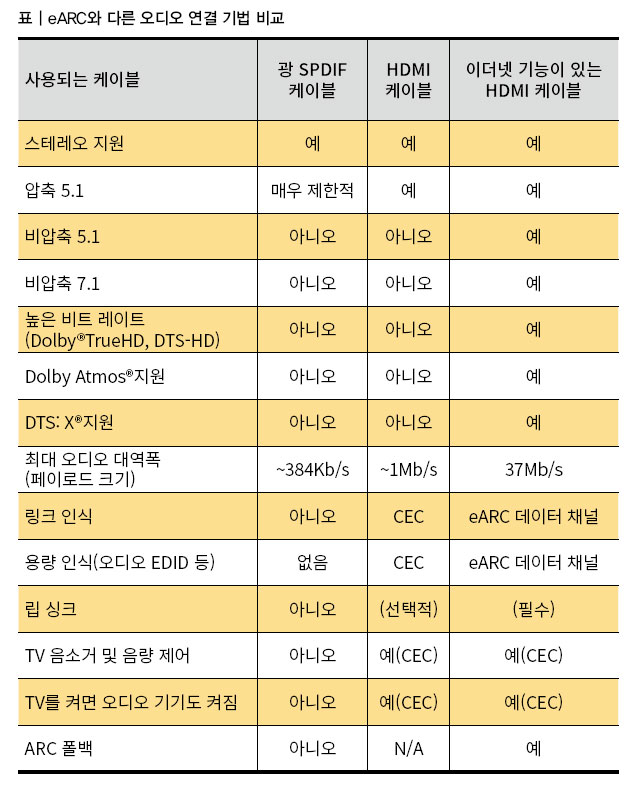 표 | eARC와 다른 오디오 연결 기법 비교
사용되는 케이블 광 SPDIF 케이블 HDMI 케이블 이더넷 기능이 있는 HDMI 케이블
스테레오 지원 예 예 예
압축 5.1 매우 제한적 예 예
비압축 5.1 아니오 아니오 예
비압축 7.1 아니오 아니오 예
높은 비트 레이트
(Dolby®TrueHD, DTS-HD) 아니오 아니오 예
Dolby Atmos®지원 아니오 아니오 예
DTS: X®지원 아니오 아니오 예
최대 오디오 대역폭
(페이로드 크기) ~384Kb/s ~1Mb/s 37Mb/s
링크 인식 아니오 CEC eARC 데이터 채널
용량 인식(오디오 EDID 등) 없음 CEC eARC 데이터 채널
립 싱크 아니오 (선택적) (필수)
TV 음소거 및 음량 제어 아니오 예(CEC) 예(CEC)
TV를 켜면 오디오 기기도 켜짐 아니오 예(CEC) 예(CEC)
ARC 폴백 아니오 N/A 예